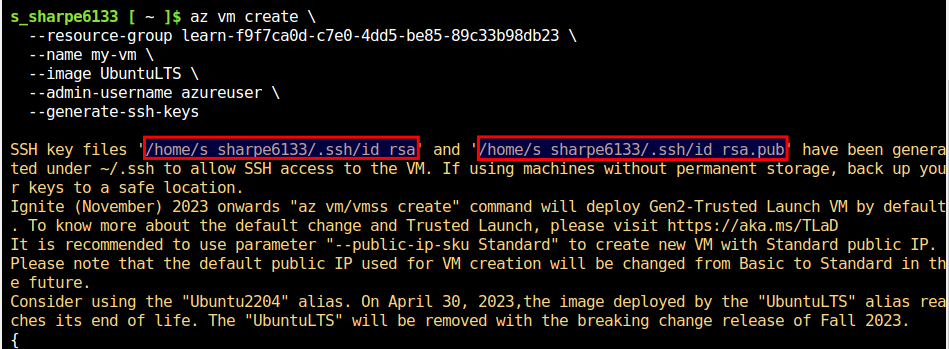 s_sharpe6133 [ ~ ]$ az vm create \
--resource-group learn-f9f7ca0d-c7e0-4dd5-be85-89c33b98db23 \
--name my-vm \
--image UbuntuLTS \
--admin-username azureuser \
--generate-ssh-keys
SSH key files '/home/s_sharpe6133/.ssh/id_rsa' and '/home/s_sharpe6133/.ssh/id_rsa.pub' have been genera
ted under ~/.ssh to allow SSH access to the VM. If using machines without permanent storage, back up you
r keys to a safe location.
Ignite (November) 2023 onwards "az vm/vmss create" command will deploy Gen2-Trusted Launch VM by default
. To know more about the default change and Trusted Launch, please visit https://aka.ms/TLaD
It is recommended to use parameter "--public-ip-sku Standard" to create new VM with Standard public IP.
Please note that the default public IP used for VM creation will be changed from Basic to Standard in th
e future.
Consider using the "Ubuntu2204" alias. On April 30, 2023,the image deployed by the "UbuntuLTS" alias rea
ches its end of life. The "UbuntuLTS" will be removed with the breaking change release of Fall 2023.
{